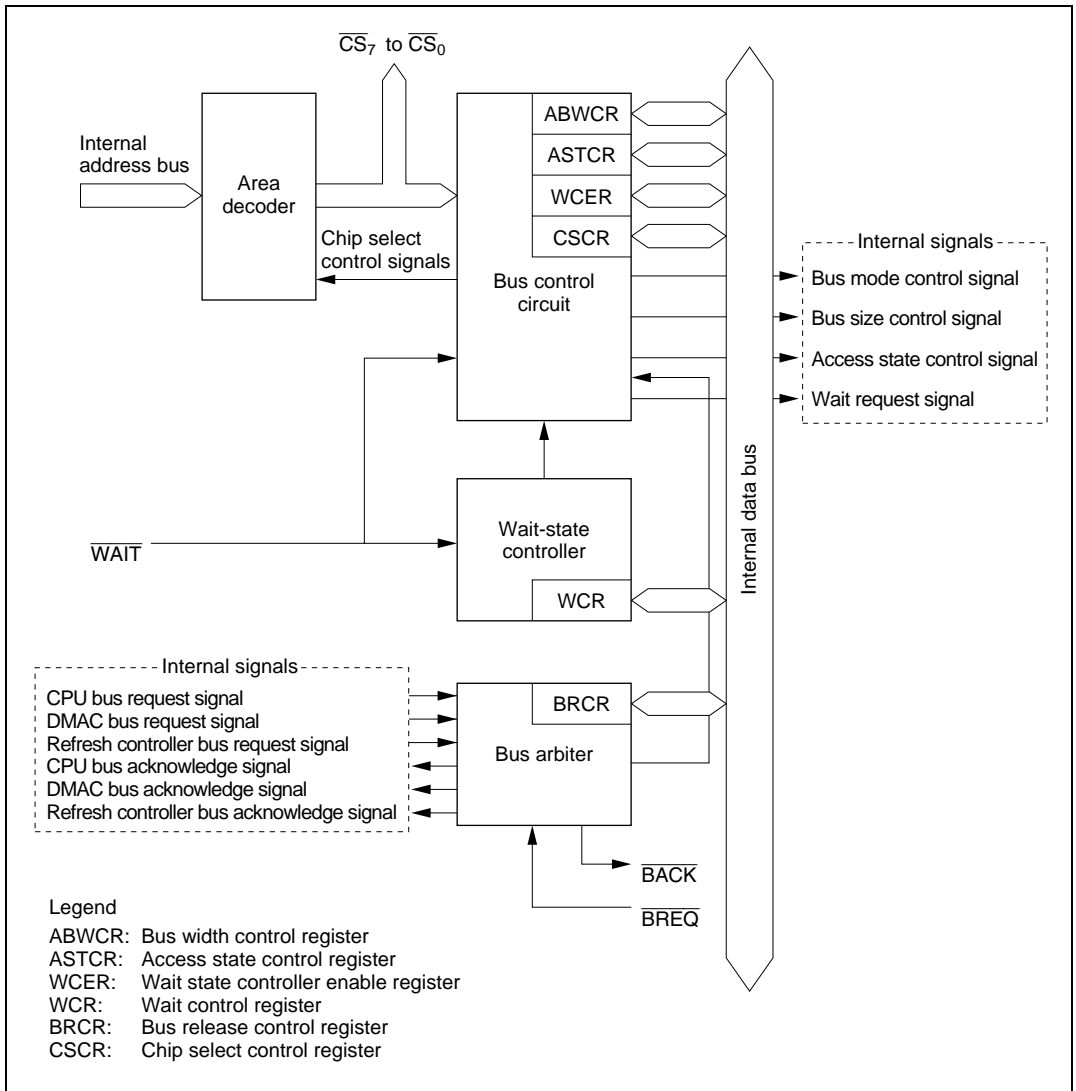 C̅S̅₇ to C̅S̅₀
Internal
address bus
Area
decoder
Chip select
control signals
ABWCR
ASTCR
WCER
CSCR
Bus control
circuit
Internal signals
Bus mode control signal
Bus size control signal
Access state control signal
Wait request signal
Internal data bus
W̅A̅I̅T̅
Wait-state
controller
WCR
Internal signals
CPU bus request signal
DMAC bus request signal
Refresh controller bus request signal
CPU bus acknowledge signal
DMAC bus acknowledge signal
Refresh controller bus acknowledge signal
BRCR
Bus arbiter
B̅A̅C̅K̅
B̅R̅E̅Q̅
Legend
ABWCR: Bus width control register
ASTCR: Access state control register
WCER: Wait state controller enable register
WCR: Wait control register
BRCR: Bus release control register
CSCR: Chip select control register